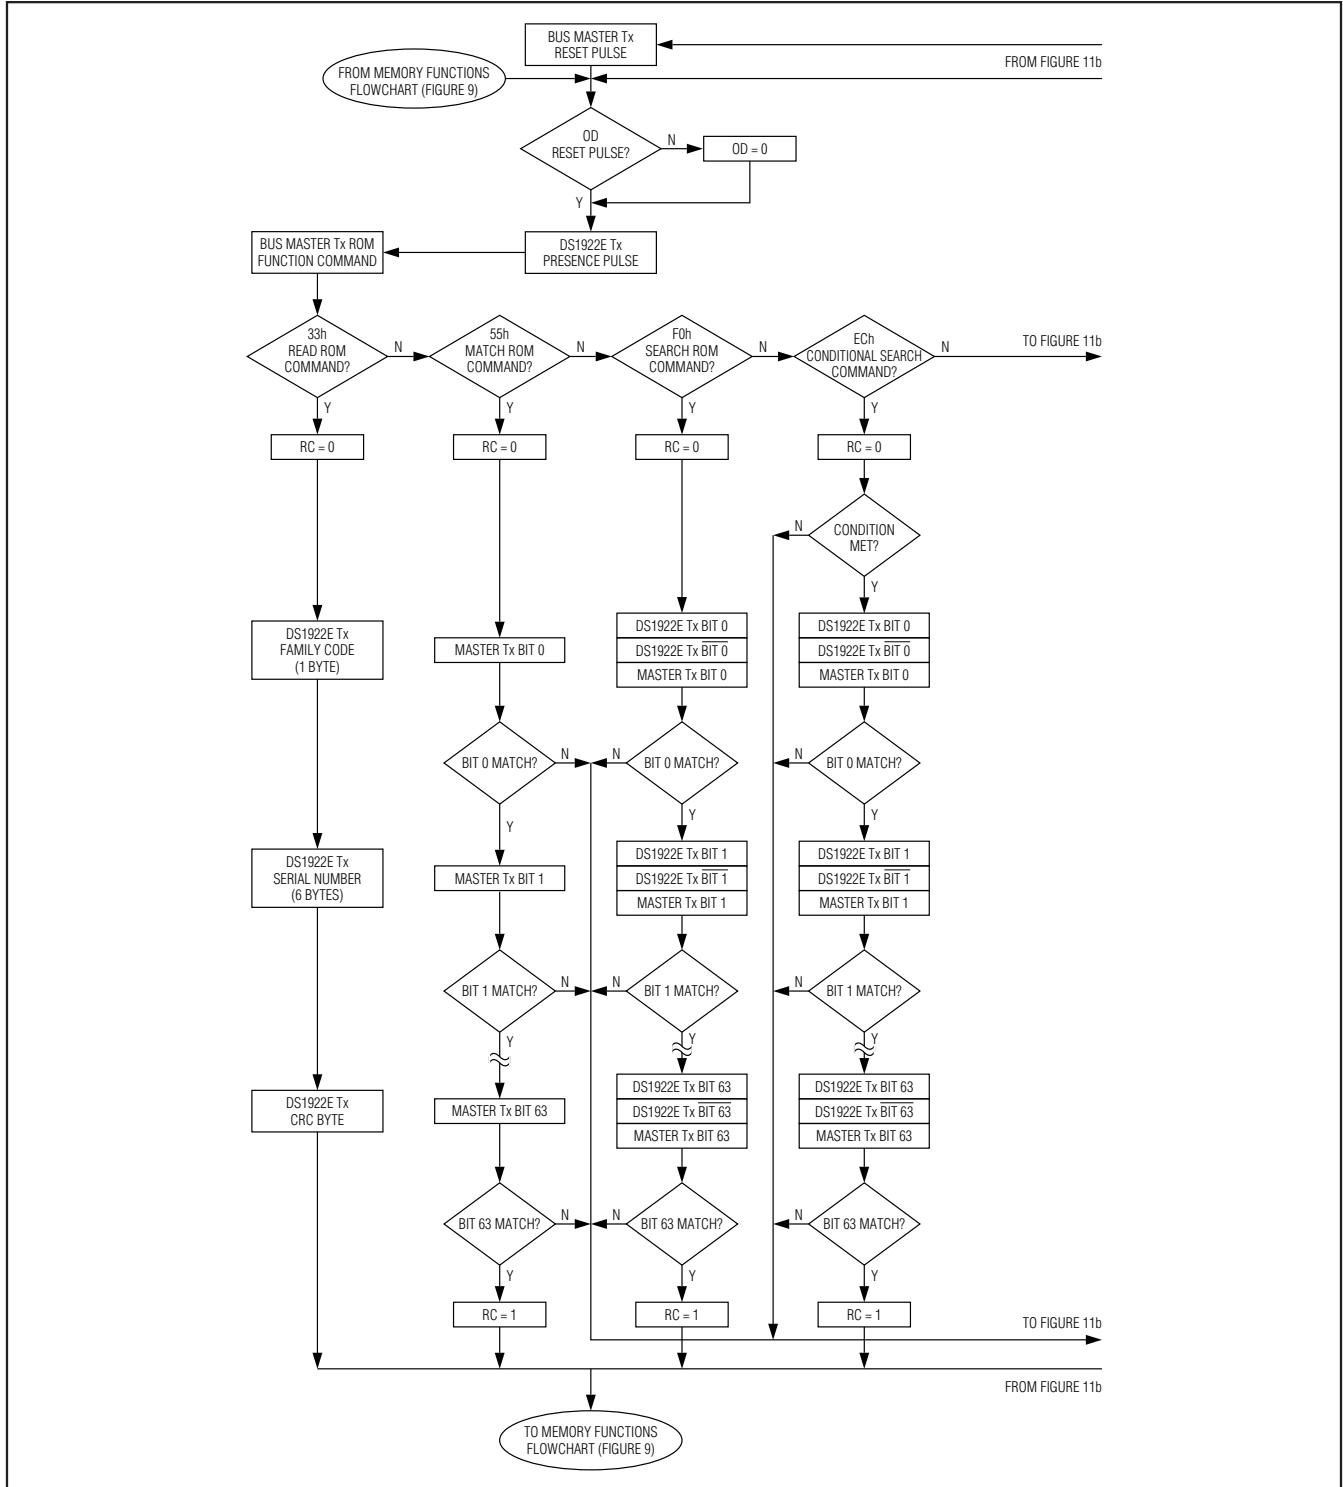 BUS MASTER Tx
RESET PULSE
FROM FIGURE 11b
FROM MEMORY FUNCTIONS
FLOWCHART (FIGURE 9)
OD
RESET PULSE?
N
OD = 0
Y
BUS MASTER Tx ROM
FUNCTION COMMAND
DS1922E Tx
PRESENCE PULSE
33h
READ ROM
COMMAND?
N
55h
MATCH ROM
COMMAND?
N
F0h
SEARCH ROM
COMMAND?
N
ECh
CONDITIONAL SEARCH
COMMAND?
N
TO FIGURE 11b
Y
Y
Y
Y
RC = 0
RC = 0
RC = 0
RC = 0
N
CONDITION
MET?
Y
DS1922E Tx
FAMILY CODE
(1 BYTE)
MASTER Tx BIT 0
DS1922E Tx BIT 0
DS1922E Tx BIT 0
MASTER Tx BIT 0
DS1922E Tx BIT 0
DS1922E Tx BIT 0
MASTER Tx BIT 0
BIT 0 MATCH?
N
N
BIT 0 MATCH?
N
BIT 0 MATCH?
Y
Y
Y
DS1922E Tx
SERIAL NUMBER
(6 BYTES)
MASTER Tx BIT 1
DS1922E Tx BIT 1
DS1922E Tx BIT 1
MASTER Tx BIT 1
DS1922E Tx BIT 1
DS1922E Tx BIT 1
MASTER Tx BIT 1
BIT 1 MATCH?
N
N
BIT 1 MATCH?
N
BIT 1 MATCH?
Y
Y
Y
DS1922E Tx
CRC BYTE
MASTER Tx BIT 63
DS1922E Tx BIT 63
DS1922E Tx BIT 63
MASTER Tx BIT 63
DS1922E Tx BIT 63
DS1922E Tx BIT 63
MASTER Tx BIT 63
BIT 63 MATCH?
N
N
BIT 63 MATCH?
N
BIT 63 MATCH?
Y
Y
Y
RC = 1
RC = 1
RC = 1
TO FIGURE 11b
FROM FIGURE 11b
TO MEMORY FUNCTIONS
FLOWCHART (FIGURE 9)